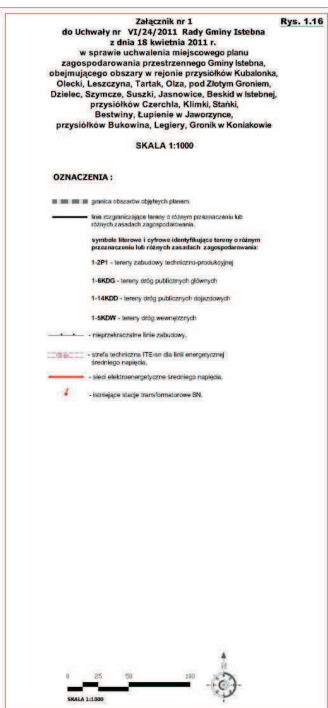 Załącznik nr 1
Rys. 1.16
do Uchwały nr VI/24/2011 Rady Gminy Istebna
z dnia 18 kwietnia 2011 r.
w sprawie uchwalenia miejscowego planu
zagospodarowania przestrzennego Gminy Istebna,
obejmującego obszary w rejonie przysiółków Kubalonka,
Olecki, Leszczyna, Tartak, Olza, pod Złotym Groniem,
Dzielec, Szymcze, Suszki, Jasnowice, Beskid w Istebnej,
przysiółków Czerchla, Klimki, Stańki,
Bestwiny, Łupienie w Jaworzynce,
przysiółków Bukowina, Legiery, Gronik w Koniakowie
SKALA 1:1000
OZNACZENIA :
granica obszarów objętych planem.
linie rozgraniczające tereny o różnym przeznaczeniu lub
różnych zasadach zagospodarowania.
symbole literowe i cyfrowe identyfikujące tereny o różnym
przeznaczeniu lub różnych zasadach zagospodarowania:
1-2P1 - tereny zabudowy techniczno-produkcyjnej
1-6KDG - tereny dróg publicznych głównych
1-14KDD - tereny dróg publicznych dojazdowych
1-5KDW - tereny dróg wewnętrznych
- nieprzekraczalne linie zabudowy.
- strefa techniczna ITE-sn dla linii energetycznej
średniego napięcia.
- sieci elektroenergetyczne średniego napięcia.
- istniejące stacje transformatorowe SN.
0 25 50 100
SKALA 1:1000
N